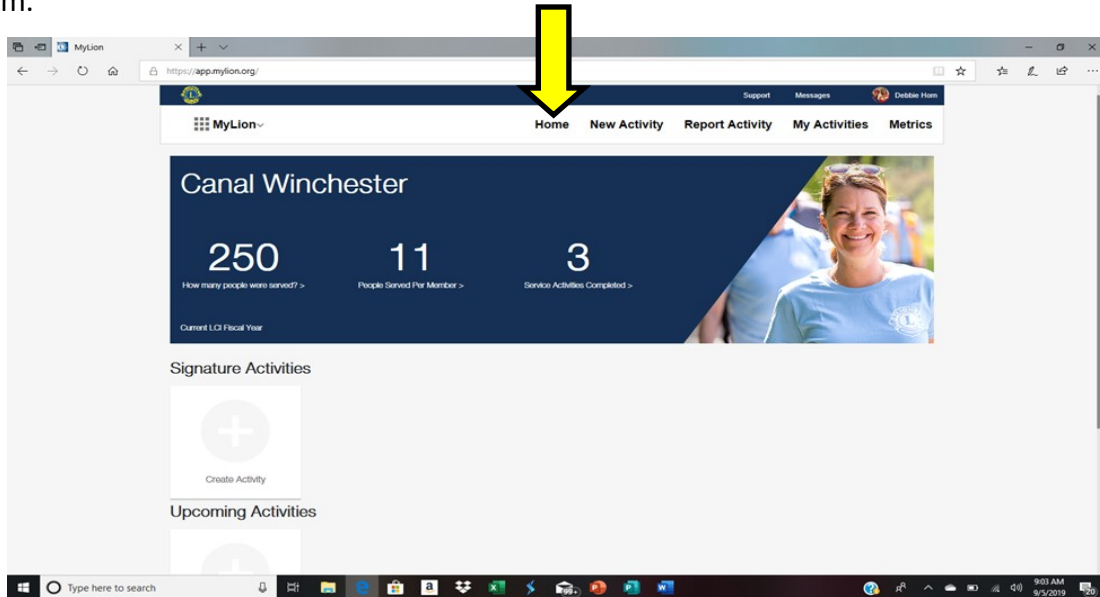 m.
MyLion
https://app.mylion.org/
Support Messages Debbie Horn
MyLion Home New Activity Report Activity My Activities Metrics
Canal Winchester
250 11 3
How many people were served? > People Served Per Member > Service Activities Completed >
Current LCI Fiscal Year
Signature Activities
Create Activity
Upcoming Activities
Type here to search
99+
9:03 AM
9/5/2019
20